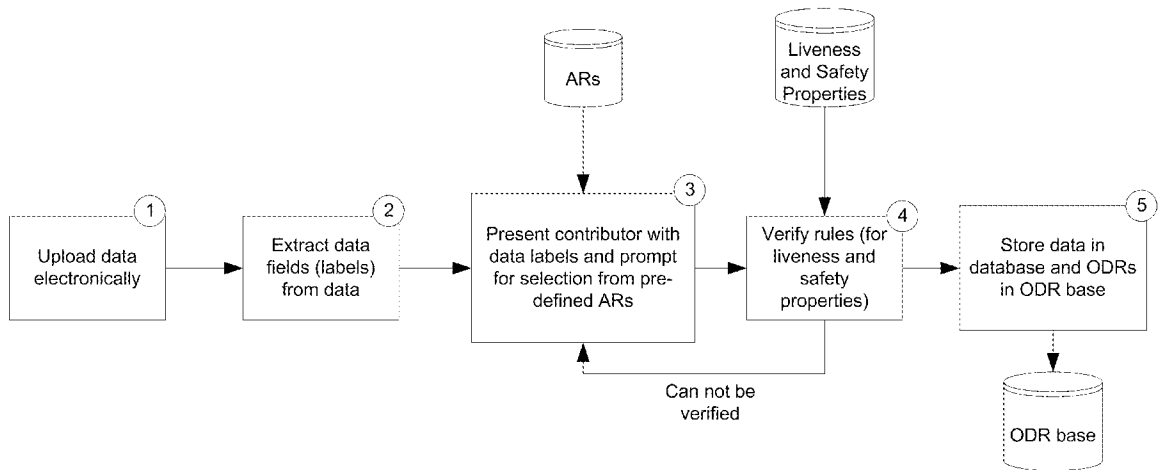 ARs
Liveness
and Safety
Properties
1
Upload data
electronically
2
Extract data
fields (labels)
from data
3
Present contributor with
data labels and prompt
for selection from pre-
defined ARs
4
Verify rules (for
liveness and
safety
properties)
5
Store data in
database and ODRs
in ODR base
Can not be
verified
ODR base